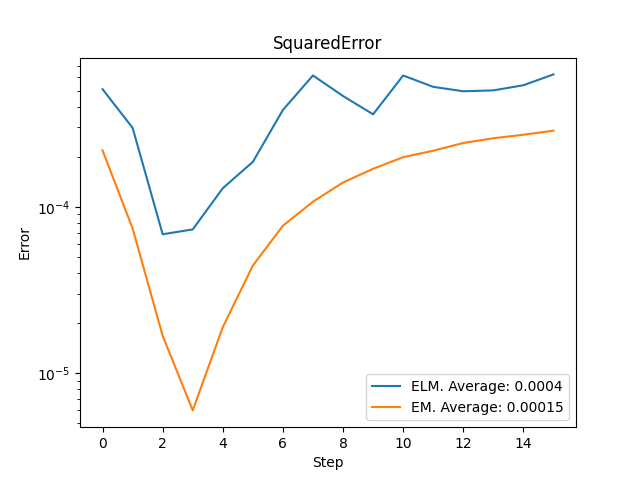 SquaredError
Error
10⁻⁴
10⁻⁵
ELM. Average: 0.0004
EM. Average: 0.00015
0 2 4 6 8 10 12 14
Step